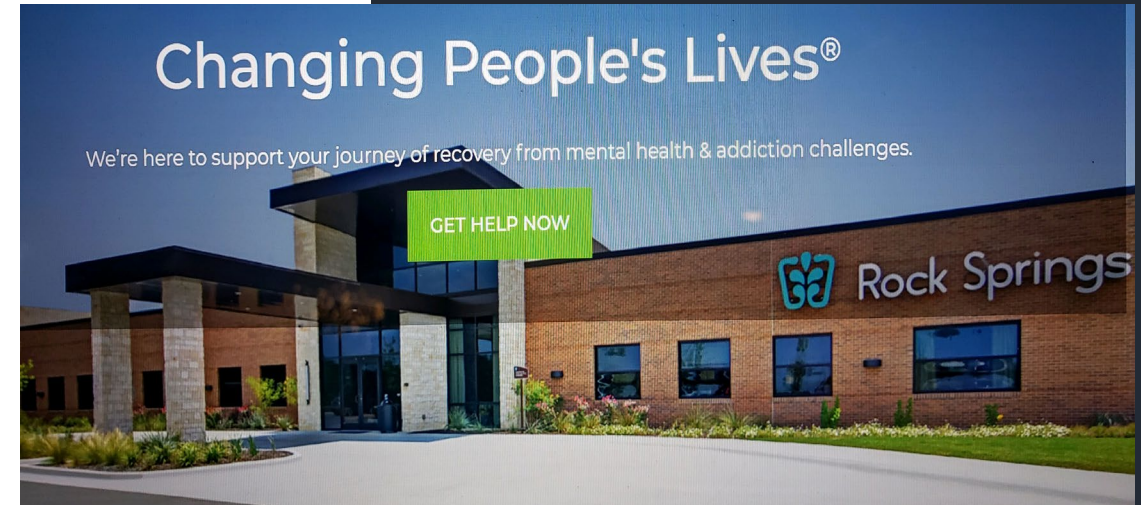 Changing People's Lives®
We're here to support your journey of recovery from mental health & addiction challenges.
GET HELP NOW
Rock Springs